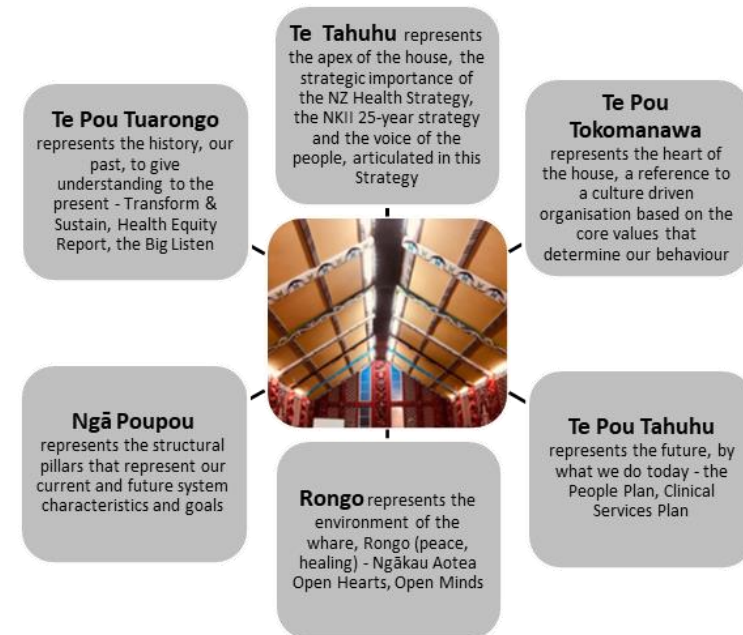 Te Tahuhu represents
the apex of the house, the
strategic importance of
the NZ Health Strategy,
the NKII 25-year strategy
and the voice of the
people, articulated in this
Strategy
Te Pou Tuarongo
represents the history, our
past, to give
understanding to the
present - Transform &
Sustain, Health Equity
Report, the Big Listen
Te Pou
Tokomanawa
represents the heart of
the house, a reference to
a culture driven
organisation based on the
core values that
determine our behaviour
Ngā Poupou
represents the structural
pillars that represent our
current and future system
characteristics and goals
Rongo represents the
environment of the
whare, Rongo (peace,
healing) - Ngākau Aotea
Open Hearts, Open Minds
Te Pou Tahuhu
represents the future, by
what we do today - the
People Plan, Clinical
Services Plan